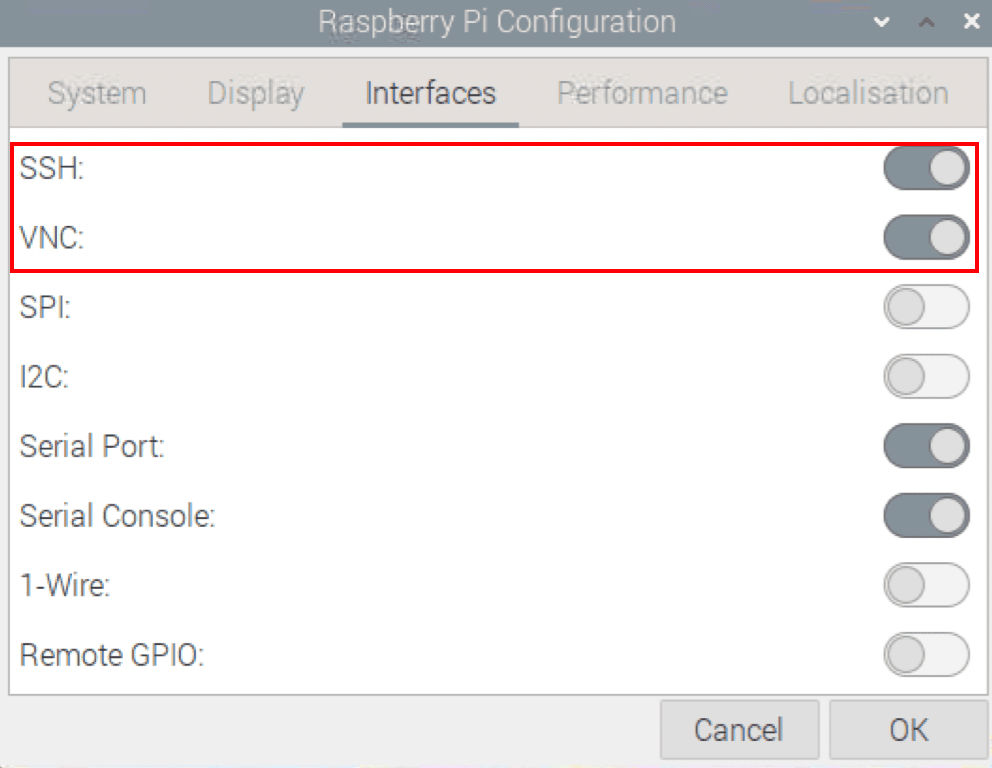 Raspberry Pi Configuration
System Display Interfaces Performance Localisation
SSH:
VNC:
SPI:
I2C:
Serial Port:
Serial Console:
1-Wire:
Remote GPIO:
Cancel OK